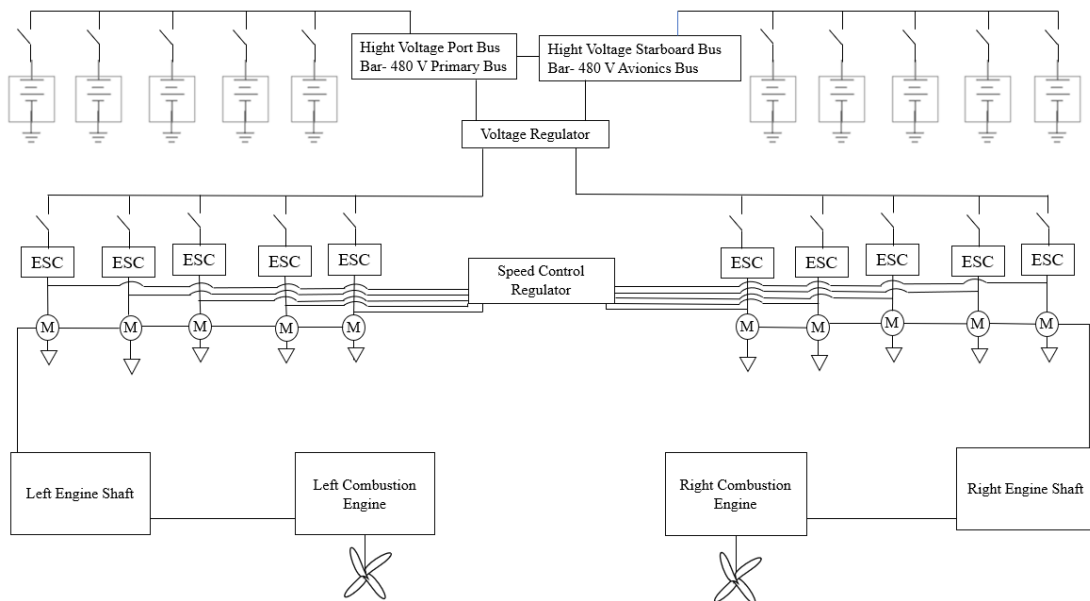 Hight Voltage Port Bus
Bar- 480 V Primary Bus
Hight Voltage Starboard Bus
Bar- 480 V Avionics Bus
Voltage Regulator
ESC
ESC
ESC
ESC
ESC
ESC
ESC
ESC
ESC
ESC
Speed Control
Regulator
M
M
M
M
M
M
M
M
M
M
Left Engine Shaft
Left Combustion
Engine
Right Combustion
Engine
Right Engine Shaft